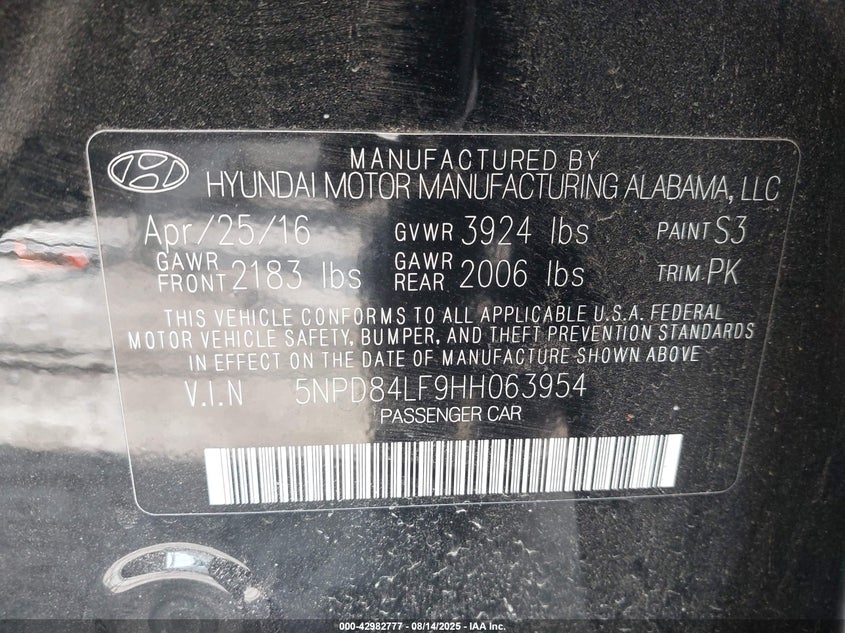 MANUFACTURED BY
HYUNDAI MOTOR MANUFACTURING ALABAMA, LLC
Apr/25/16 GVWR 3924 lbs PAINT S3
GAWR FRONT 2183 lbs GAWR REAR 2006 lbs TRIM: PK
THIS VEHICLE CONFORMS TO ALL APPLICABLE U.S.A. FEDERAL
MOTOR VEHICLE SAFETY, BUMPER, AND THEFT PREVENTION STANDARDS
IN EFFECT ON THE DATE OF MANUFACTURE SHOWN ABOVE
V.I.N 5NPD84LF9HH063954
PASSENGER CAR
000-42982777 - 08/14/2025 - IAA Inc.